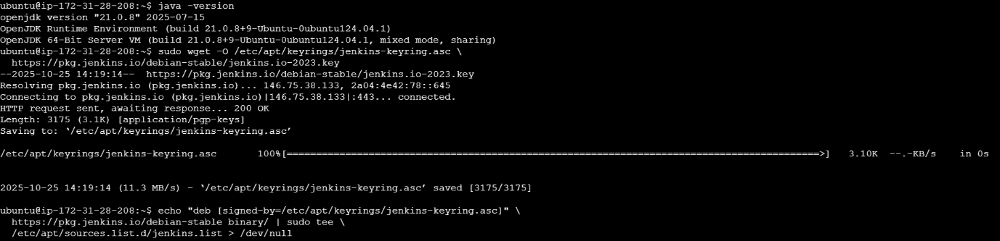 ubuntu@ip-172-31-28-208:~$ java -version
openjdk version "21.0.8" 2025-07-15
OpenJDK Runtime Environment (build 21.0.8+9-Ubuntu-0ubuntu124.04.1)
OpenJDK 64-Bit Server VM (build 21.0.8+9-Ubuntu-0ubuntu124.04.1, mixed mode, sharing)
ubuntu@ip-172-31-28-208:~$ sudo wget -O /etc/apt/keyrings/jenkins-keyring.asc \
  https://pkg.jenkins.io/debian-stable/jenkins.io-2023.key
--2025-10-25 14:19:14--  https://pkg.jenkins.io/debian-stable/jenkins.io-2023.key
Resolving pkg.jenkins.io (pkg.jenkins.io)... 146.75.38.133, 2a04:4e42:78::645
Connecting to pkg.jenkins.io (pkg.jenkins.io)|146.75.38.133|:443... connected.
HTTP request sent, awaiting response... 200 OK
Length: 3175 (3.1K) [application/pgp-keys]
Saving to: ‘/etc/apt/keyrings/jenkins-keyring.asc’
/etc/apt/keyrings/jenkins-keyring.asc       100%[===========================================================================================>]   3.10K  --.-KB/s    in 0s
2025-10-25 14:19:14 (11.3 MB/s) - ‘/etc/apt/keyrings/jenkins-keyring.asc’ saved [3175/3175]
ubuntu@ip-172-31-28-208:~$ echo "deb [signed-by=/etc/apt/keyrings/jenkins-keyring.asc]" \
  https://pkg.jenkins.io/debian-stable binary/ | sudo tee \
  /etc/apt/sources.list.d/jenkins.list > /dev/null